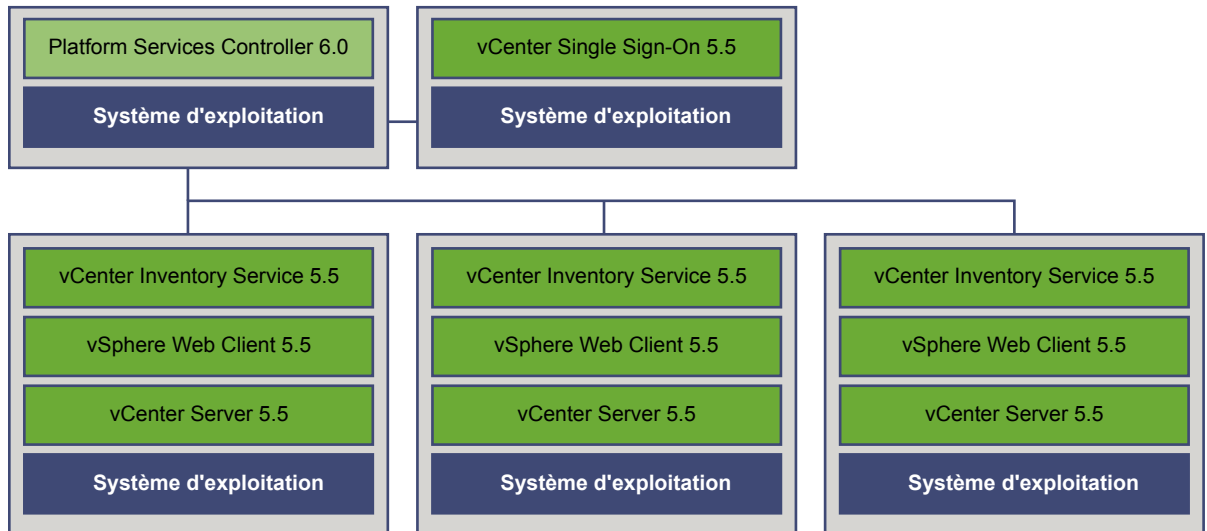 Platform Services Controller 6.0
Système d'exploitation
vCenter Single Sign-On 5.5
Système d'exploitation
vCenter Inventory Service 5.5
vSphere Web Client 5.5
vCenter Server 5.5
Système d'exploitation
vCenter Inventory Service 5.5
vSphere Web Client 5.5
vCenter Server 5.5
Système d'exploitation
vCenter Inventory Service 5.5
vSphere Web Client 5.5
vCenter Server 5.5
Système d'exploitation